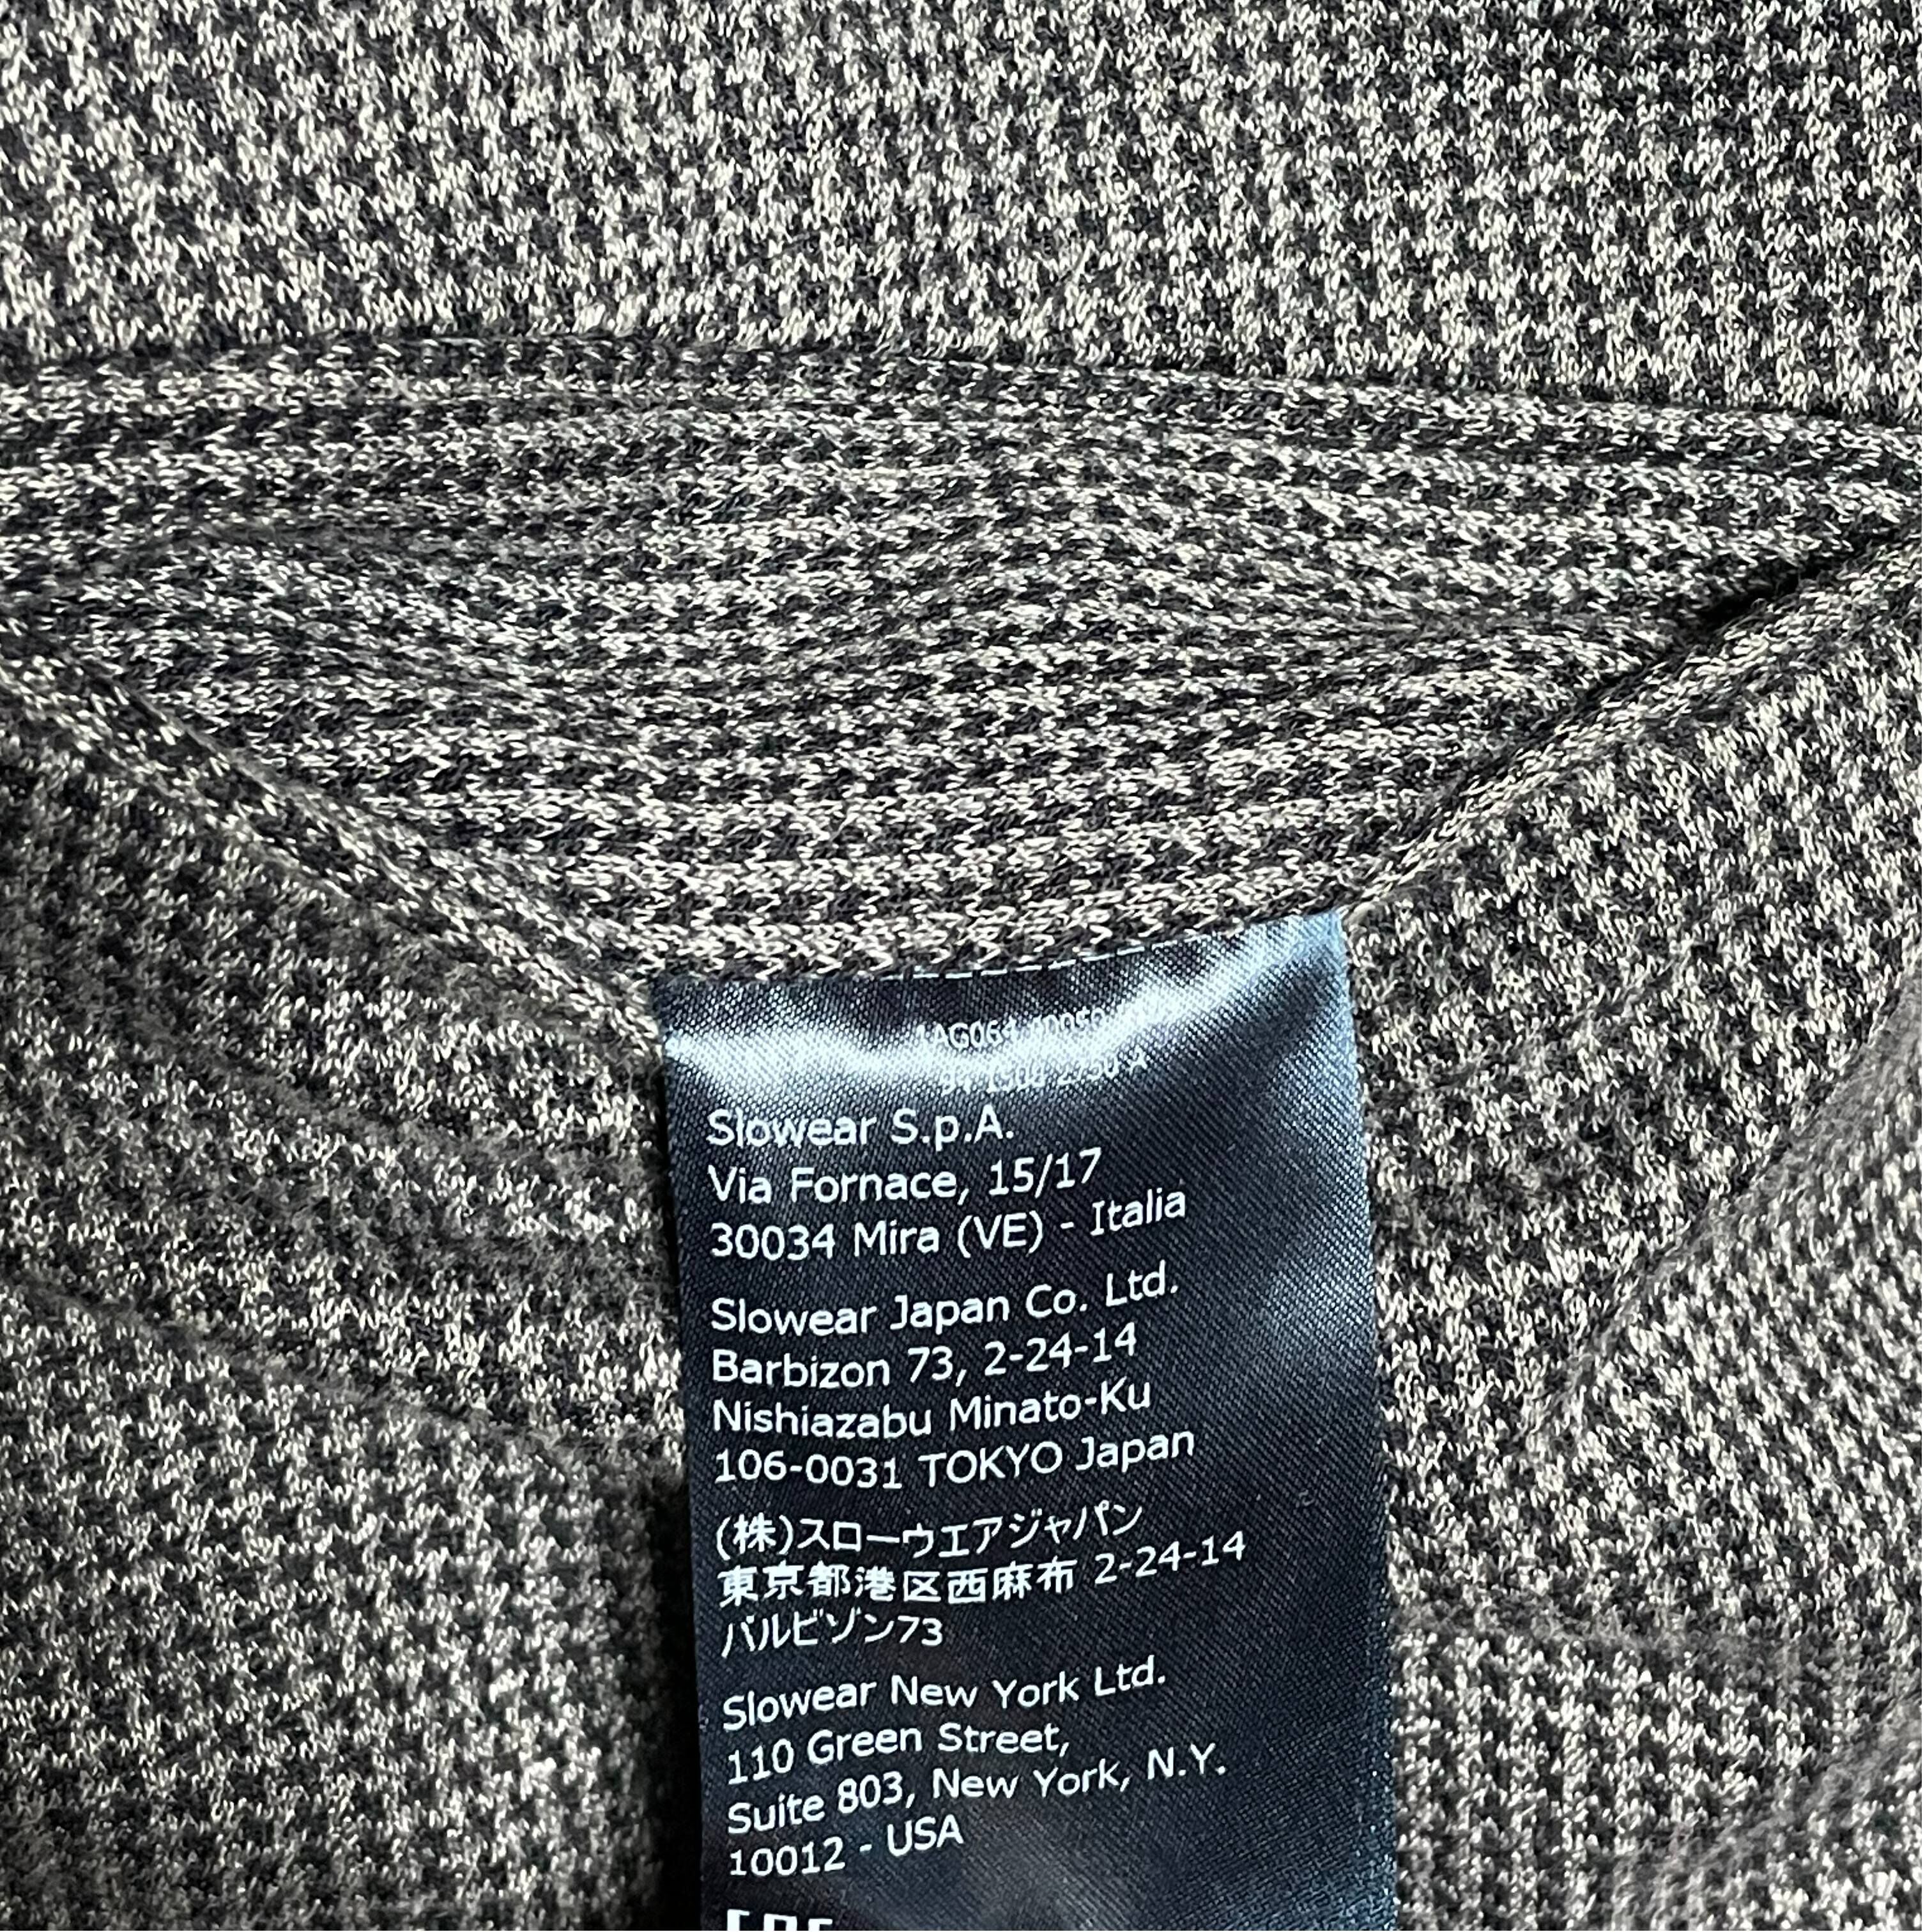 Slowear S.p.A.
Via Fornace, 15/17
30034 Mira (VE) - Italia
Slowear Japan Co. Ltd.
Barbizon 73, 2-24-14
Nishiazabu Minato-Ku
106-0031 TOKYO Japan
(株)スローウエアジャパン
東京都港区西麻布 2-24-14
バルビゾン73
Slowear New York Ltd.
110 Green Street,
Suite 803, New York, N.Y.
10012 - USA